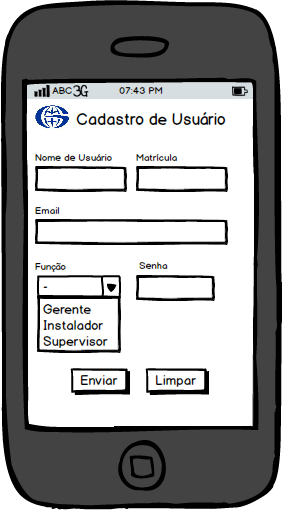 ABC 3G 07:43 PM
Cadastro de Usuário
Nome de Usuário Matrícula
Email
Função Senha
-
Gerente
Instalador
Supervisor
Enviar Limpar